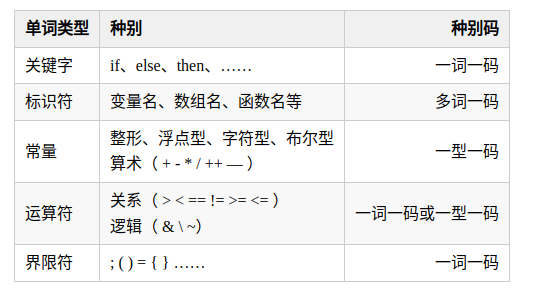 单词类型 种别 种别码
关键字 if、else、then、…… 一词一码
标识符 变量名、数组名、函数名等 多词一码
常量 整形、浮点型、字符型、布尔型 一型一码
算术（ + - * / ++ — ）
运算符 关系（ > < == != >= <= ） 一词一码或一型一码
逻辑（ & \ ~）
界限符 ; ( ) = { } …… 一词一码